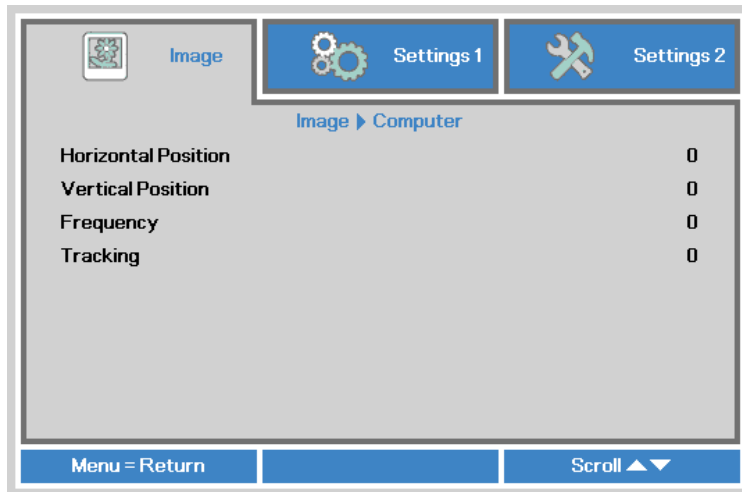 Image
Settings 1
Settings 2
Image ▶ Computer
Horizontal Position 0
Vertical Position 0
Frequency 0
Tracking 0
Menu = Return
Scroll ▲▼